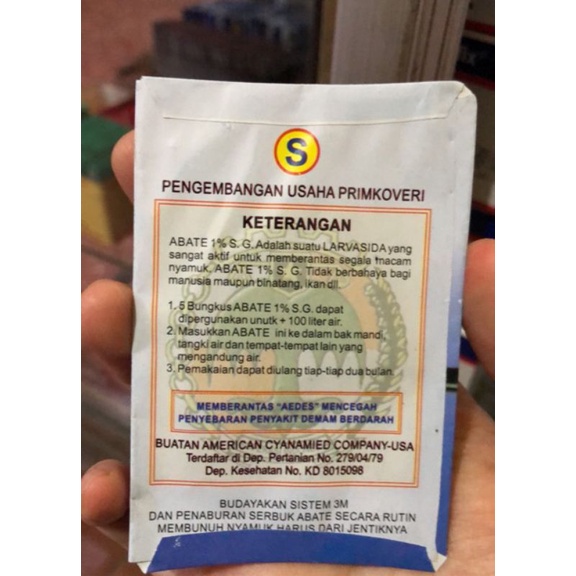 S
PENGEMBANGAN USAHA PRIMKOVERI
KETERANGAN
ABATE 1% S. G. Adalah suatu LARVASIDA yang
sangat aktif untuk memberantas segala macam
nyamuk, ABATE 1% S. G. Tidak berbahaya bagi
manusia maupun binatang, ikan dll.
1. 5 Bungkus ABATE 1% S.G. dapat
dipergunakan unutk + 100 liter air.
2. Masukkan ABATE ini ke dalam bak mandi,
tangki air dan tempat-tempat lain yang
mengandung air.
3. Pemakaian dapat diulang tiap-tiap dua bulan.
MEMBERANTAS "AEDES" MENCEGAH
PENYEBARAN PENYAKIT DEMAM BERDARAH
BUATAN AMERICAN CYANAMIED COMPANY-USA
Terdaftar di Dep. Pertanian No. 279/04/79
Dep. Kesehatan No. KD 8015098
BUDAYAKAN SISTEM 3M
DAN PENABURAN SERBUK ABATE SECARA RUTIN
MEMBUNUH NYAMUK HARUS DARI JENTIKNYA